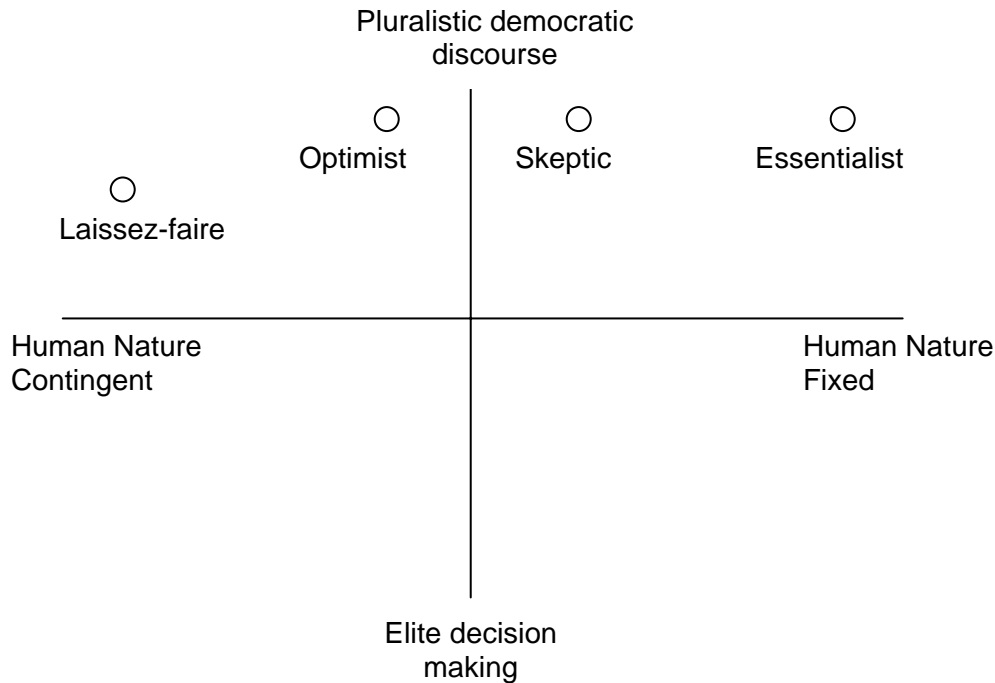 Pluralistic democratic
discourse
Optimist
Skeptic
Essentialist
Laissez-faire
Human Nature
Contingent
Human Nature
Fixed
Elite decision
making